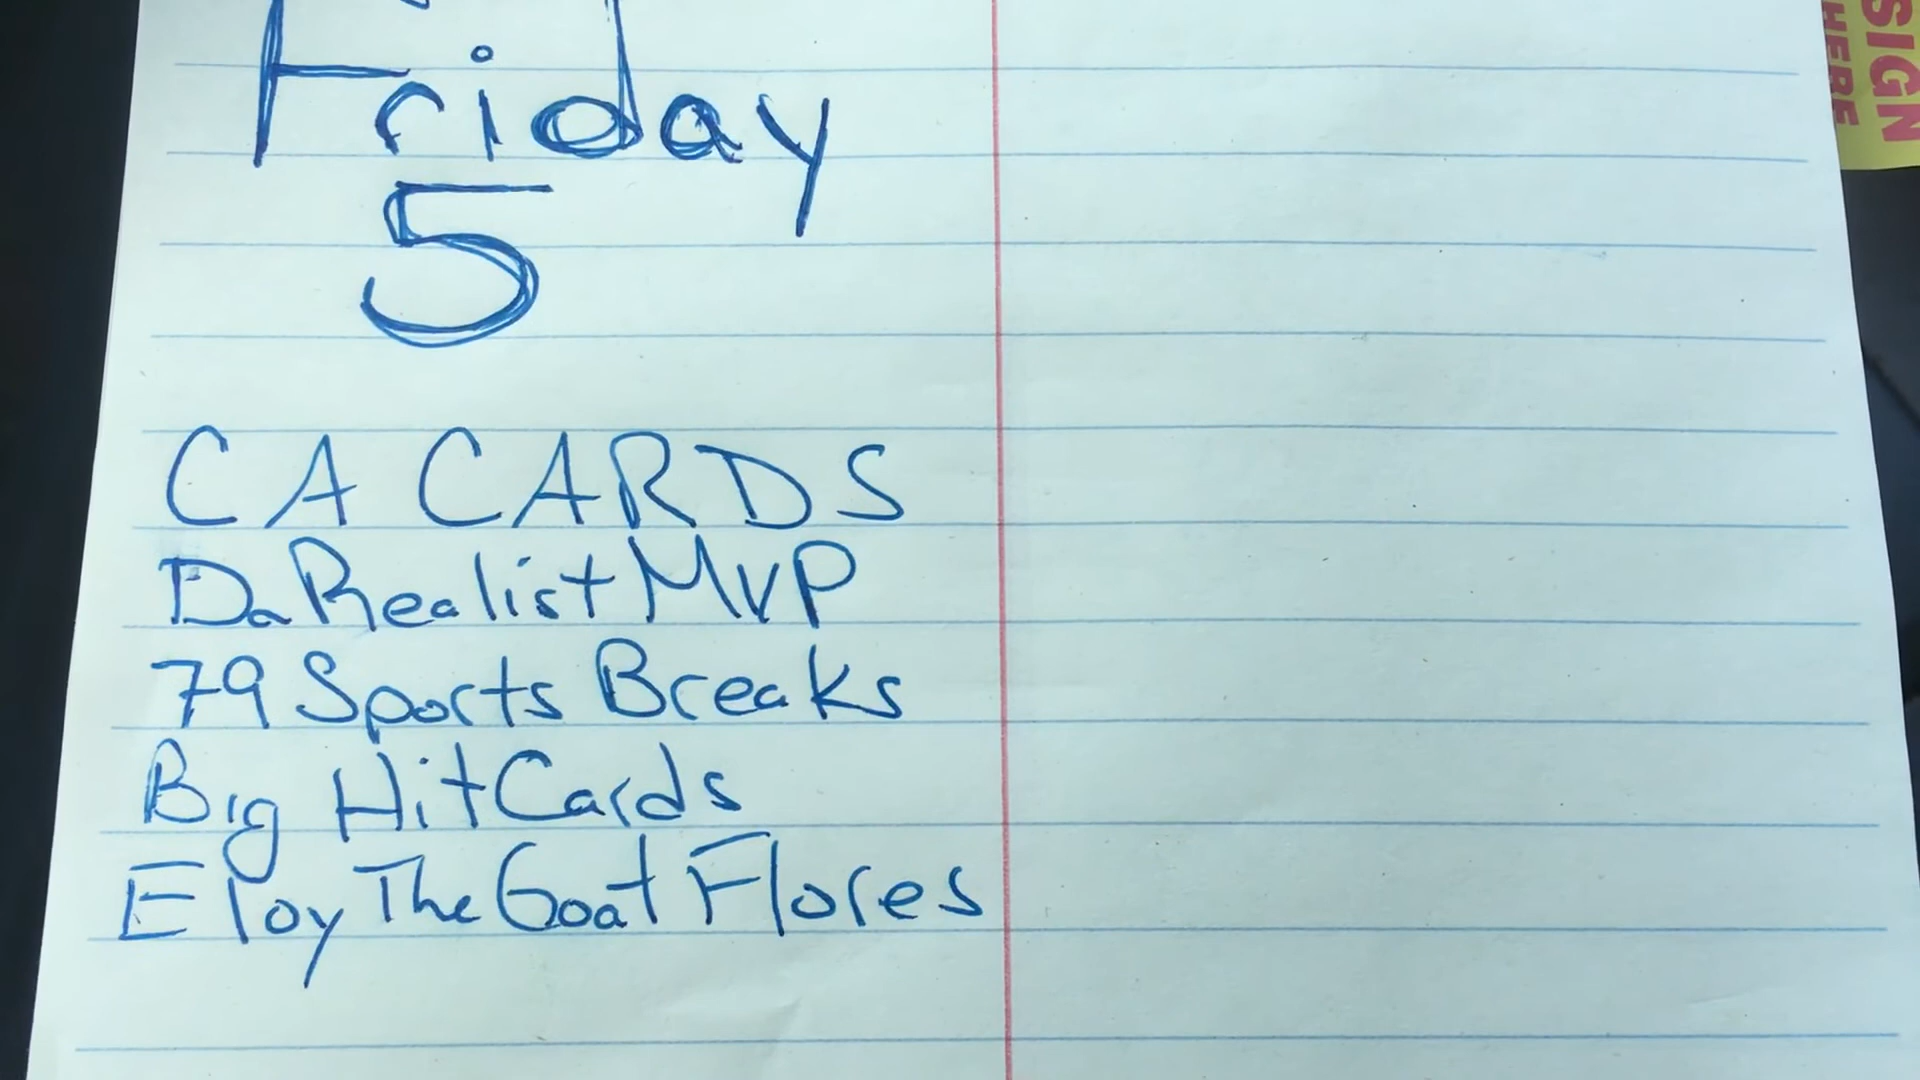 Friday
5
CA CARDS
DaRealistMVP
79 Sports Breaks
Big HitCards
Eloy The Goat Flores
SIGN
HERE